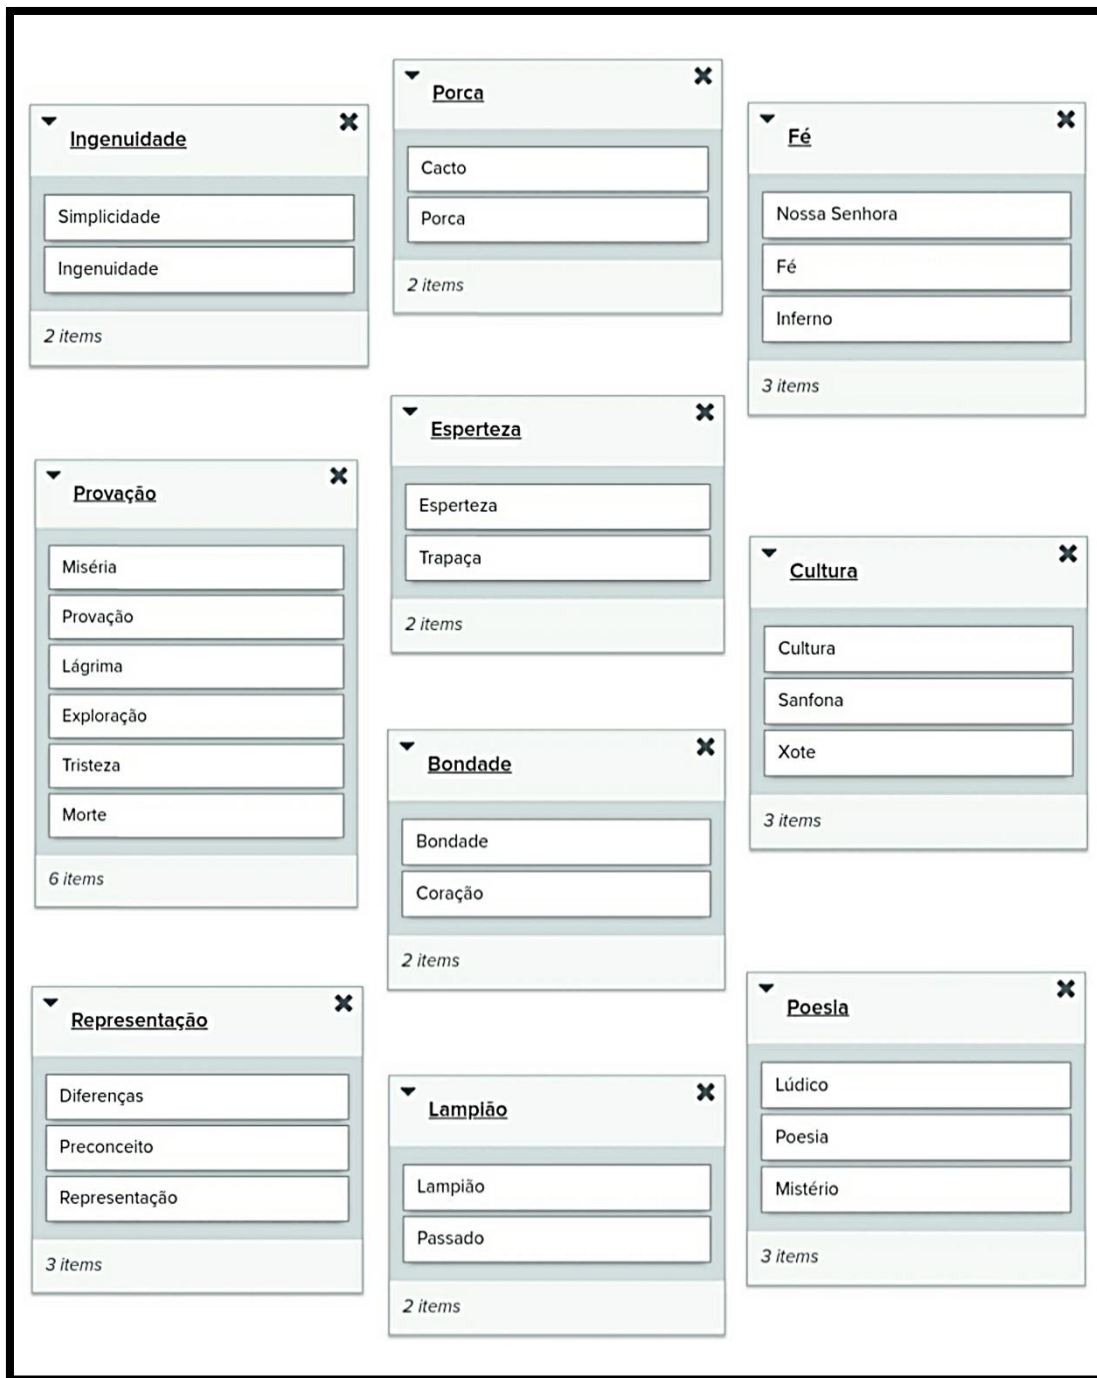 Ingenuidade
Simplicidade
Ingenuidade
2 items
Provação
Miséria
Provação
Lágrima
Exploração
Tristeza
Morte
6 items
Representação
Diferenças
Preconceito
Representação
3 items
Porca
Cacto
Porca
2 items
Esperteza
Esperteza
Trapaça
2 items
Bondade
Bondade
Coração
2 items
Lampião
Lampião
Passado
2 items
Fé
Nossa Senhora
Fé
Inferno
3 items
Cultura
Cultura
Sanfona
Xote
3 items
Poesia
Lúdico
Poesia
Mistério
3 items